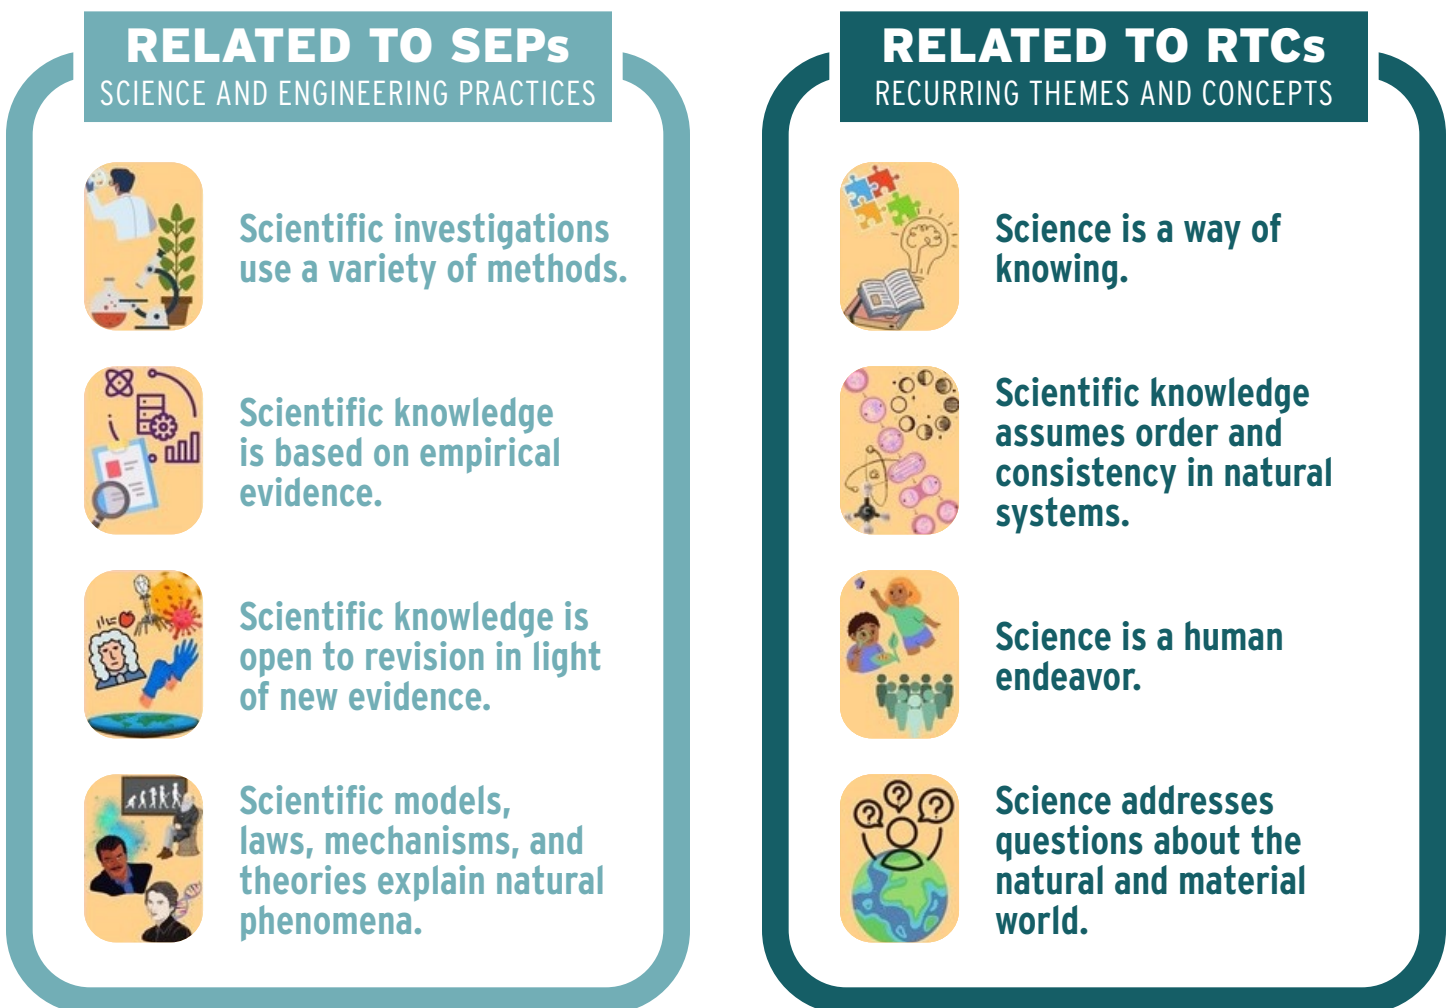 RELATED TO SEPs
SCIENCE AND ENGINEERING PRACTICES
Scientific investigations
use a variety of methods.
Scientific knowledge
is based on empirical
evidence.
Scientific knowledge is
open to revision in light
of new evidence.
Scientific models,
laws, mechanisms, and
theories explain natural
phenomena.
RELATED TO RTCs
RECURRING THEMES AND CONCEPTS
Science is a way of
knowing.
Scientific knowledge
assumes order and
consistency in natural
systems.
Science is a human
endeavor.
? ? ?
Science addresses
questions about the
natural and material
world.